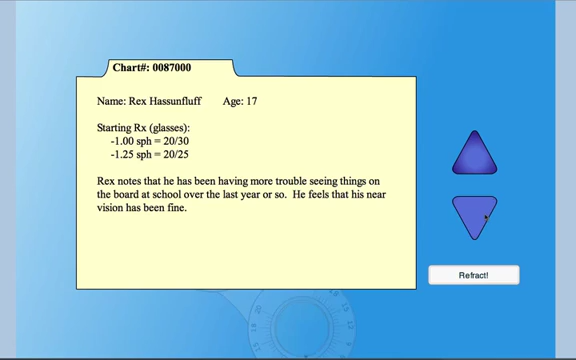 Chart#: 0087000
Name: Rex Hassunfluff Age: 17
Starting Rx (glasses):
-1.00 sph = 20/30
-1.25 sph = 20/25
Rex notes that he has been having more trouble seeing things on
the board at school over the last year or so. He feels that his near
vision has been fine.
Refract!